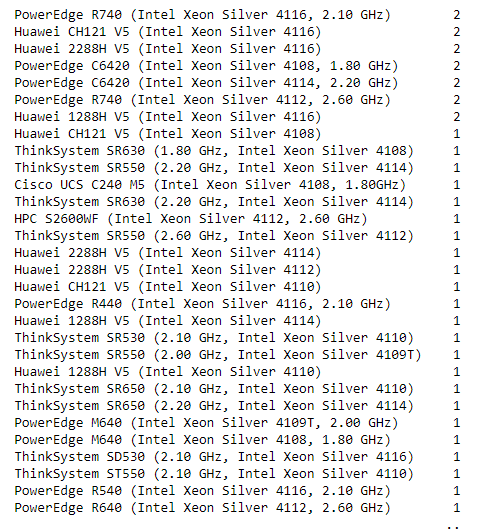 PowerEdge R740 (Intel Xeon Silver 4116, 2.10 GHz) 2
Huawei CH121 V5 (Intel Xeon Silver 4116) 2
Huawei 2288H V5 (Intel Xeon Silver 4116) 2
PowerEdge C6420 (Intel Xeon Silver 4108, 1.80 GHz) 2
PowerEdge C6420 (Intel Xeon Silver 4114, 2.20 GHz) 2
PowerEdge R740 (Intel Xeon Silver 4112, 2.60 GHz) 2
Huawei 1288H V5 (Intel Xeon Silver 4116) 2
Huawei CH121 V5 (Intel Xeon Silver 4108) 1
ThinkSystem SR630 (1.80 GHz, Intel Xeon Silver 4108) 1
ThinkSystem SR550 (2.20 GHz, Intel Xeon Silver 4114) 1
Cisco UCS C240 M5 (Intel Xeon Silver 4108, 1.80GHz) 1
ThinkSystem SR630 (2.20 GHz, Intel Xeon Silver 4114) 1
HPC S2600WF (Intel Xeon Silver 4112, 2.60 GHz) 1
ThinkSystem SR550 (2.60 GHz, Intel Xeon Silver 4112) 1
Huawei 2288H V5 (Intel Xeon Silver 4114) 1
Huawei 2288H V5 (Intel Xeon Silver 4112) 1
Huawei CH121 V5 (Intel Xeon Silver 4110) 1
PowerEdge R440 (Intel Xeon Silver 4116, 2.10 GHz) 1
Huawei 1288H V5 (Intel Xeon Silver 4114) 1
ThinkSystem SR530 (2.10 GHz, Intel Xeon Silver 4110) 1
ThinkSystem SR550 (2.00 GHz, Intel Xeon Silver 4109T) 1
Huawei 1288H V5 (Intel Xeon Silver 4110) 1
ThinkSystem SR650 (2.10 GHz, Intel Xeon Silver 4110) 1
ThinkSystem SR650 (2.20 GHz, Intel Xeon Silver 4114) 1
PowerEdge M640 (Intel Xeon Silver 4109T, 2.00 GHz) 1
PowerEdge M640 (Intel Xeon Silver 4108, 1.80 GHz) 1
ThinkSystem SD530 (2.10 GHz, Intel Xeon Silver 4116) 1
ThinkSystem ST550 (2.10 GHz, Intel Xeon Silver 4110) 1
PowerEdge R540 (Intel Xeon Silver 4116, 2.10 GHz) 1
PowerEdge R640 (Intel Xeon Silver 4112, 2.60 GHz) 1
..